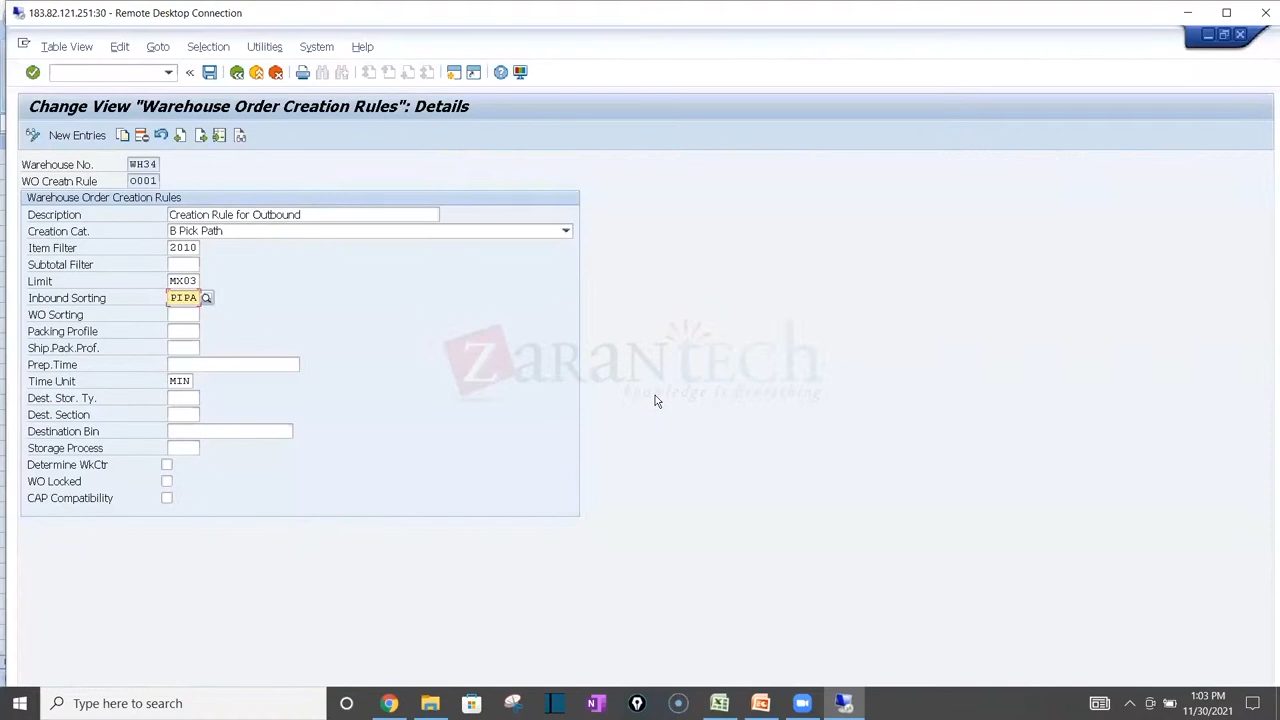 183.82.121.251:30 - Remote Desktop Connection
Table View Edit Goto Selection Utilities System Help
Change View "Warehouse Order Creation Rules": Details
New Entries
Warehouse No. WH34
WO Creatn Rule o001
Warehouse Order Creation Rules
Description Creation Rule for Outbound
Creation Cat. B Pick Path
Item Filter 2010
Subtotal Filter
Limit MX03
Inbound Sorting PIPA
WO Sorting
Packing Profile
Ship.Pack.Prof.
Prep.Time
Time Unit MIN
Dest. Stor. Ty.
Dest. Section
Destination Bin
Storage Process
Determine WkCtr
WO Locked
CAP Compatibility
zaranTech
knowledge is Everything
Type here to search
1:03 PM
11/30/2021